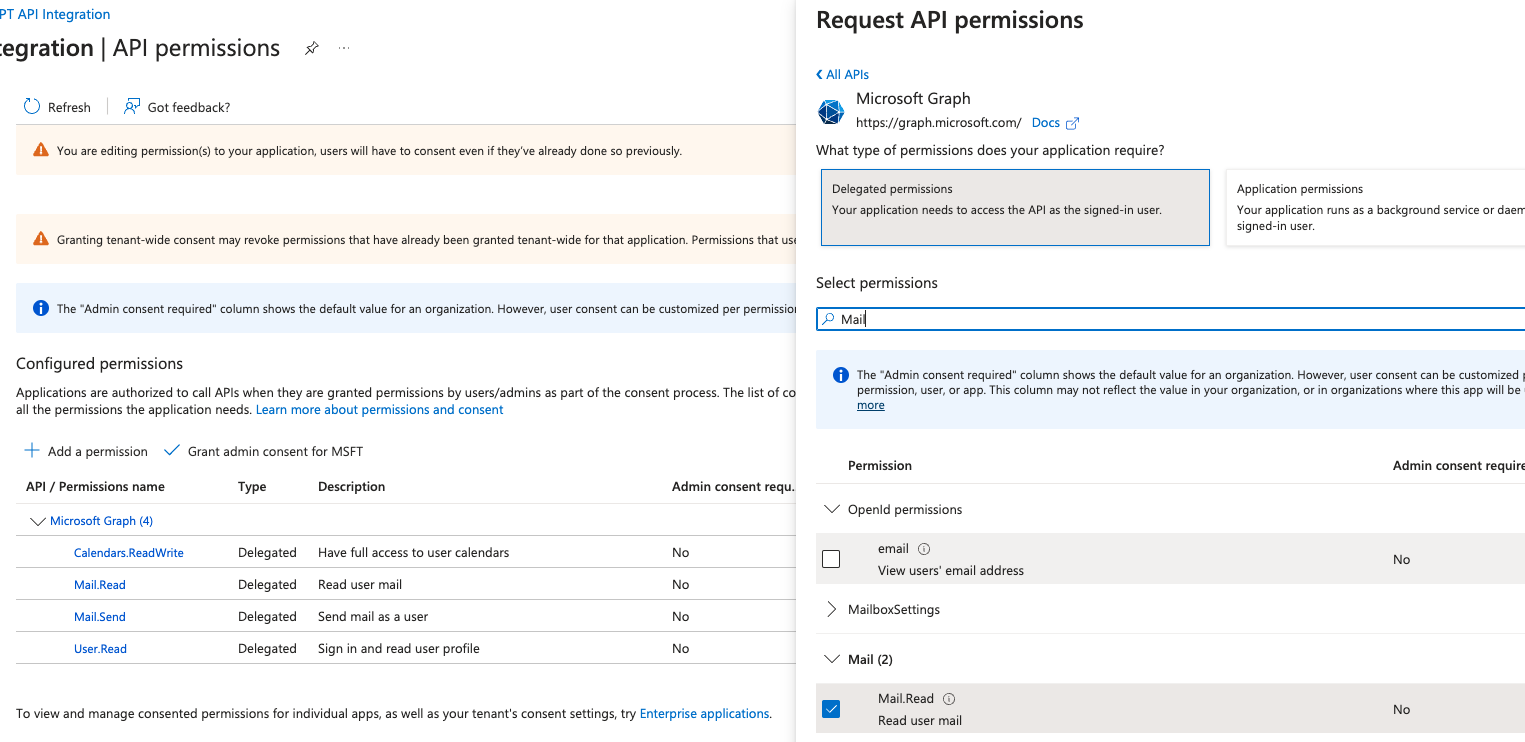 PT API Integration
tegration | API permissions
Refresh
Got feedback?
You are editing permission(s) to your application, users will have to consent even if they've already done so previously.
Granting tenant-wide consent may revoke permissions that have already been granted tenant-wide for that application. Permissions that use
The "Admin consent required" column shows the default value for an organization. However, user consent can be customized per permission
Configured permissions
Applications are authorized to call APIs when they are granted permissions by users/admins as part of the consent process. The list of co
all the permissions the application needs. Learn more about permissions and consent
Add a permission
Grant admin consent for MSFT
API / Permissions name Type Description Admin consent requ...
Microsoft Graph (4)
Calendars.ReadWrite Delegated Have full access to user calendars No
Mail.Read Delegated Read user mail No
Mail.Send Delegated Send mail as a user No
User.Read Delegated Sign in and read user profile No
To view and manage consented permissions for individual apps, as well as your tenant's consent settings, try Enterprise applications.
Request API permissions
All APIs
Microsoft Graph
https://graph.microsoft.com/ Docs
What type of permissions does your application require?
Delegated permissions
Your application needs to access the API as the signed-in user.
Application permissions
Your application runs as a background service or daem
signed-in user.
Select permissions
Mail
The "Admin consent required" column shows the default value for an organization. However, user consent can be customized p
permission, user, or app. This column may not reflect the value in your organization, or in organizations where this app will be
more
Permission Admin consent require
OpenId permissions
email
View users' email address
No
MailboxSettings
Mail (2)
Mail.Read
Read user mail
No